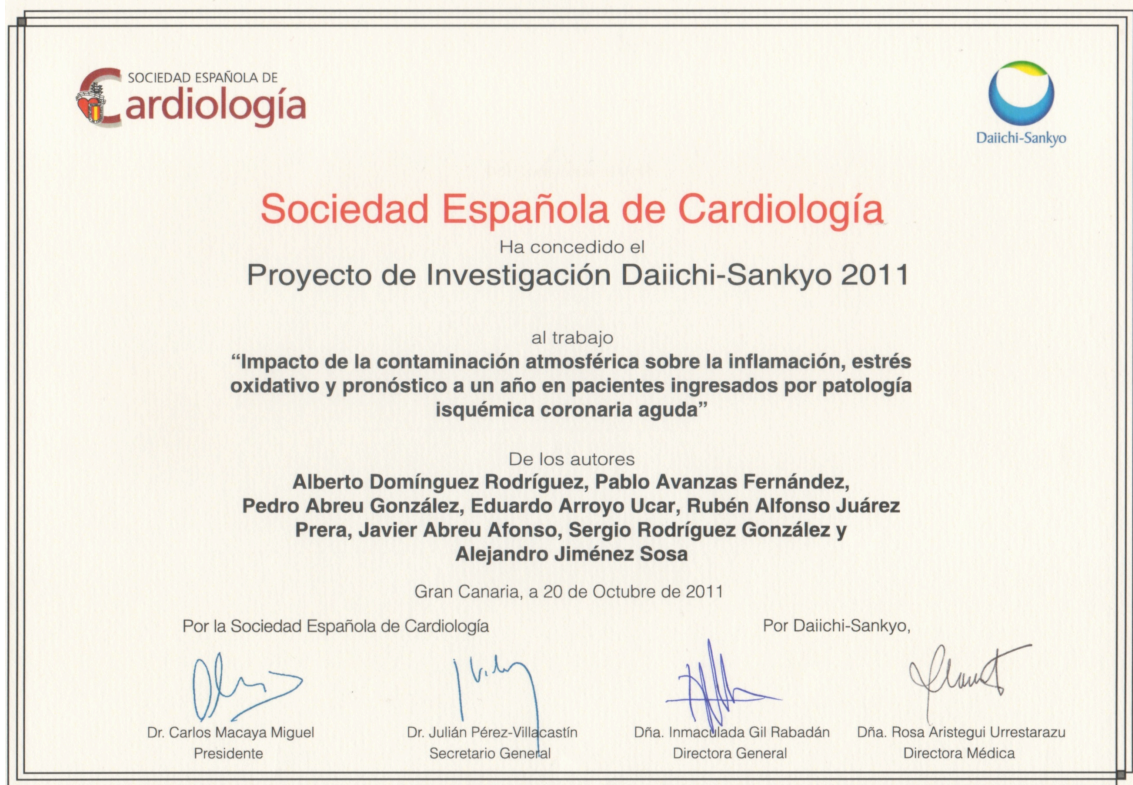 SOCIEDAD ESPAÑOLA DE
Cardiología
Daiichi-Sankyo
Sociedad Española de Cardiología
Ha concedido el
Proyecto de Investigación Daiichi-Sankyo 2011
al trabajo
“Impacto de la contaminación atmosférica sobre la inflamación, estrés
oxidativo y pronóstico a un año en pacientes ingresados por patología
isquémica coronaria aguda”
De los autores
Alberto Domínguez Rodríguez, Pablo Avanzas Fernández,
Pedro Abreu González, Eduardo Arroyo Ucar, Rubén Alfonso Juárez
Prera, Javier Abreu Afonso, Sergio Rodríguez González y
Alejandro Jiménez Sosa
Gran Canaria, a 20 de Octubre de 2011
Por la Sociedad Española de Cardiología
Por Daiichi-Sankyo,
Dr. Carlos Macaya Miguel
Presidente
Dr. Julián Pérez-Villacastín
Secretario General
Dña. Inmaculada Gil Rabadán
Directora General
Dña. Rosa Aristegui Urrestarazu
Directora Médica